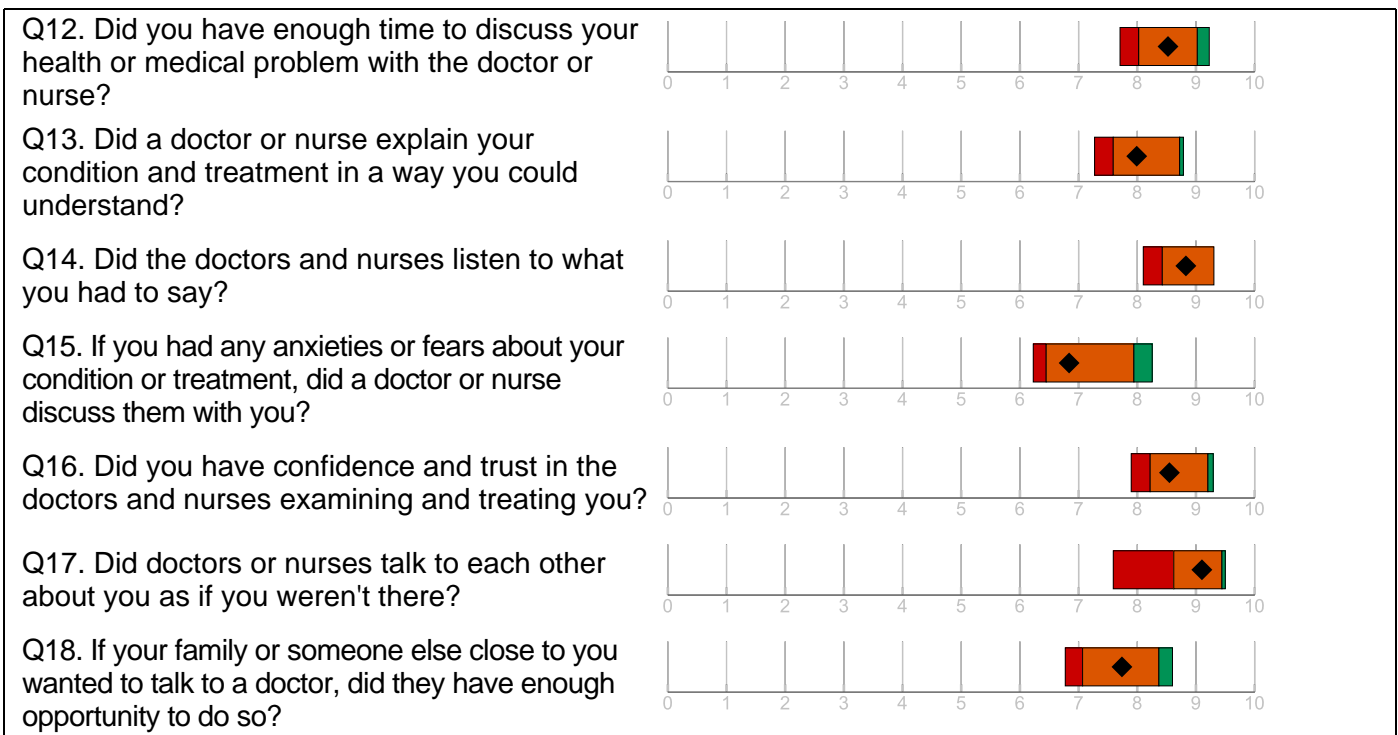 Q12. Did you have enough time to discuss your
health or medical problem with the doctor or
nurse?
0 1 2 3 4 5 6 7 8 9 10
Q13. Did a doctor or nurse explain your
condition and treatment in a way you could
understand?
0 1 2 3 4 5 6 7 8 9 10
Q14. Did the doctors and nurses listen to what
you had to say?
0 1 2 3 4 5 6 7 8 9 10
Q15. If you had any anxieties or fears about your
condition or treatment, did a doctor or nurse
discuss them with you?
0 1 2 3 4 5 6 7 8 9 10
Q16. Did you have confidence and trust in the
doctors and nurses examining and treating you?
0 1 2 3 4 5 6 7 8 9 10
Q17. Did doctors or nurses talk to each other
about you as if you weren't there?
0 1 2 3 4 5 6 7 8 9 10
Q18. If your family or someone else close to you
wanted to talk to a doctor, did they have enough
opportunity to do so?
0 1 2 3 4 5 6 7 8 9 10